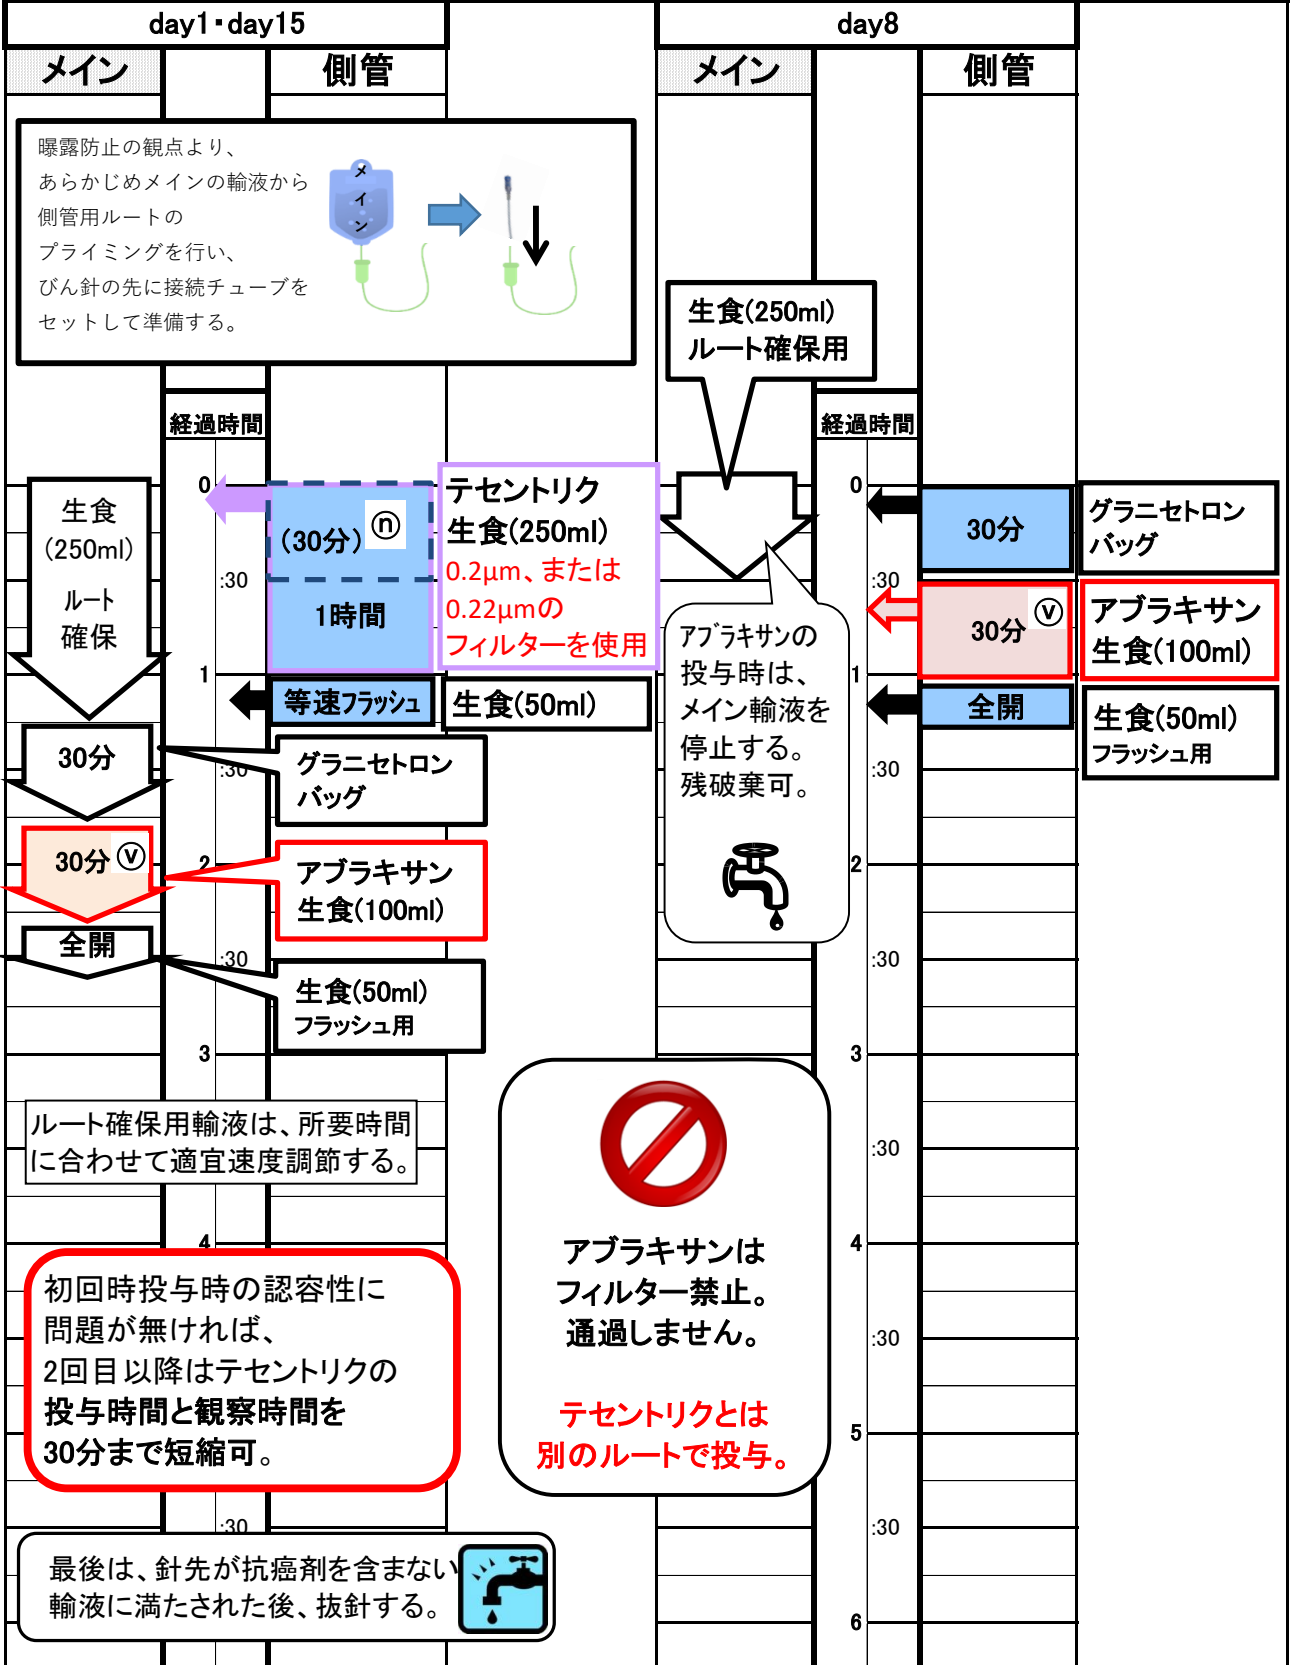 day1・day15
day8
メイン
側管
メイン
側管
曝露防止の観点より、
あらかじめメインの輸液から
側管用ルートの
プライミングを行い、
びん針の先に接続チューブを
セットして準備する。
メイン
生食(250ml)
ルート確保用
経過時間
経過時間
生食
(250ml)
ルート
確保
0
:30
1
:30
2
:30
3
4
:30
(30分)
ⓝ
1時間
テセントリク
生食(250ml)
0.2μm、または
0.22μmの
フィルターを使用
等速フラッシュ
生食(50ml)
30分
グラニセトロン
バッグ
30分
ⓥ
アブラキサン
生食(100ml)
全開
生食(50ml)
フラッシュ用
ルート確保用輸液は、所要時間
に合わせて適宜速度調節する。
初回時投与時の認容性に
問題が無ければ、
2回目以降はテセントリクの
投与時間と観察時間を
30分まで短縮可。
最後は、針先が抗癌剤を含まない
輸液に満たされた後、抜針する。
アブラキサンは
フィルター禁止。
通過しません。
テセントリクとは
別のルートで投与。
アブラキサンの
投与時は、
メイン輸液を
停止する。
残破棄可。
0
:30
1
:30
2
:30
3
:30
4
:30
5
:30
6
30分
グラニセトロン
バッグ
30分
ⓥ
アブラキサン
生食(100ml)
全開
生食(50ml)
フラッシュ用